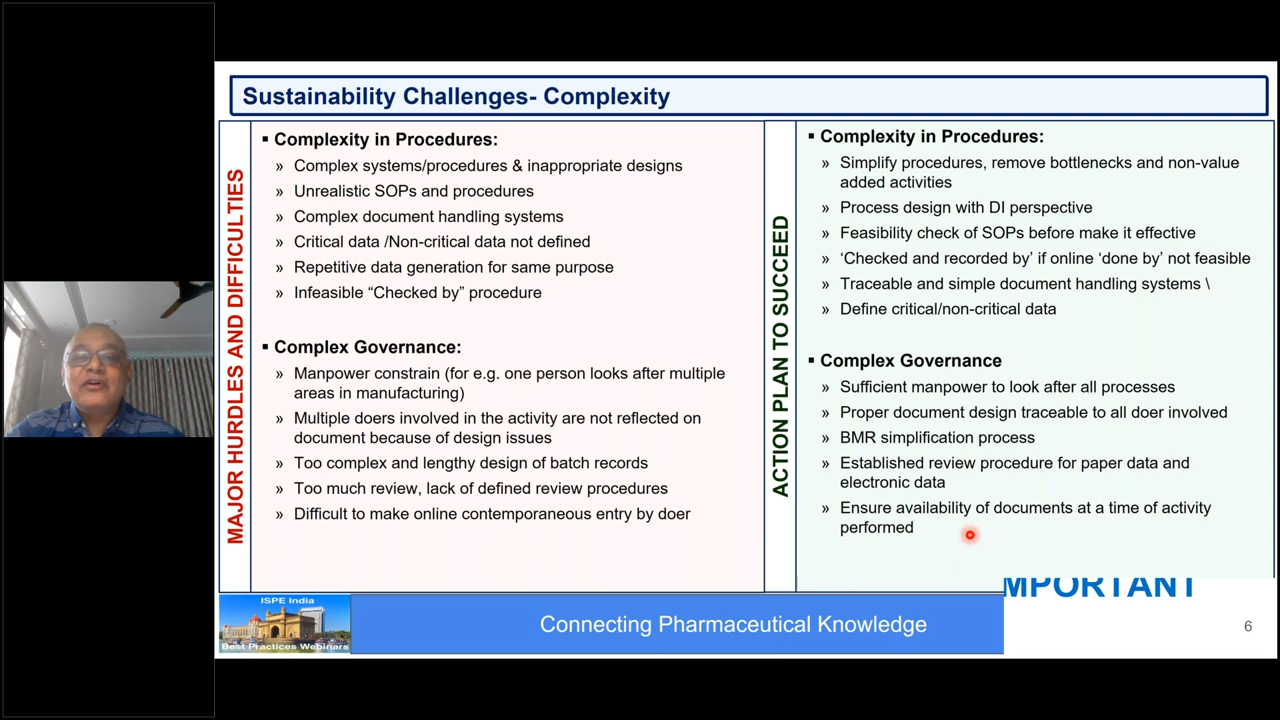 Sustainability Challenges- Complexity
MAJOR HURDLES AND DIFFICULTIES
▪ Complexity in Procedures:
» Complex systems/procedures & inappropriate designs
» Unrealistic SOPs and procedures
» Complex document handling systems
» Critical data /Non-critical data not defined
» Repetitive data generation for same purpose
» Infeasible “Checked by” procedure
▪ Complex Governance:
» Manpower constrain (for e.g. one person looks after multiple
areas in manufacturing)
» Multiple doers involved in the activity are not reflected on
document because of design issues
» Too complex and lengthy design of batch records
» Too much review, lack of defined review procedures
» Difficult to make online contemporaneous entry by doer
ACTION PLAN TO SUCCEED
▪ Complexity in Procedures:
» Simplify procedures, remove bottlenecks and non-value
added activities
» Process design with DI perspective
» Feasibility check of SOPs before make it effective
» ‘Checked and recorded by’ if online ‘done by’ not feasible
» Traceable and simple document handling systems \
» Define critical/non-critical data
▪ Complex Governance
» Sufficient manpower to look after all processes
» Proper document design traceable to all doer involved
» BMR simplification process
» Established review procedure for paper data and
electronic data
» Ensure availability of documents at a time of activity
performed
MPORTANT
ISPE India
Best Practices Webinars
Connecting Pharmaceutical Knowledge
6